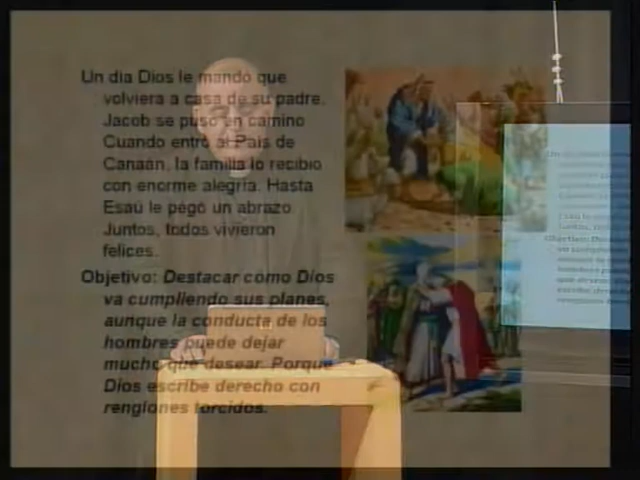 Un dia Dios le mandó que
volviera a casa de su padre.
Jacob se puso en camino
Cuando entró al País de
Canaán, la familia lo recibió
con enorme alegría. Hasta
Esaú le pegó un abrazo
Juntos, todos vivieron
felices.
Objetivo: Destacar como Dios
va cumpliendo sus planes,
aunque la conducta de los
hombres puede dejar
mucho que desear. Porque
Dios escribe derecho con
renglones torcidos.